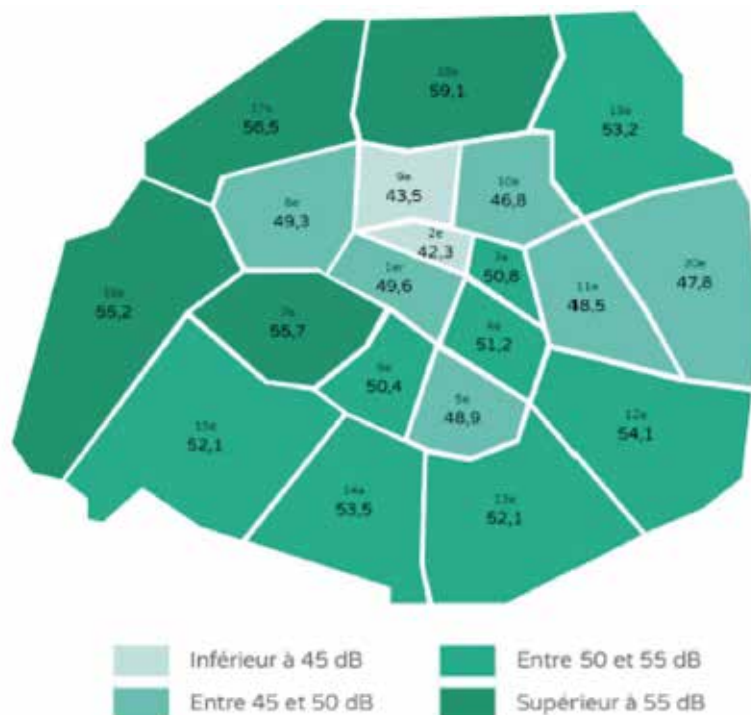 18e
59,1
17e
56,5
19e
53,2
9e
43,5
10e
46,8
8e
49,3
2e
42,3
3e
50,8
20e
47,8
1er
49,6
11e
48,5
16e
55,2
7e
55,7
4e
51,2
6e
50,4
5e
48,9
12e
54,1
15e
52,1
14e
53,5
13e
52,1
Inférieur à 45 dB
Entre 50 et 55 dB
Entre 45 et 50 dB
Supérieur à 55 dB